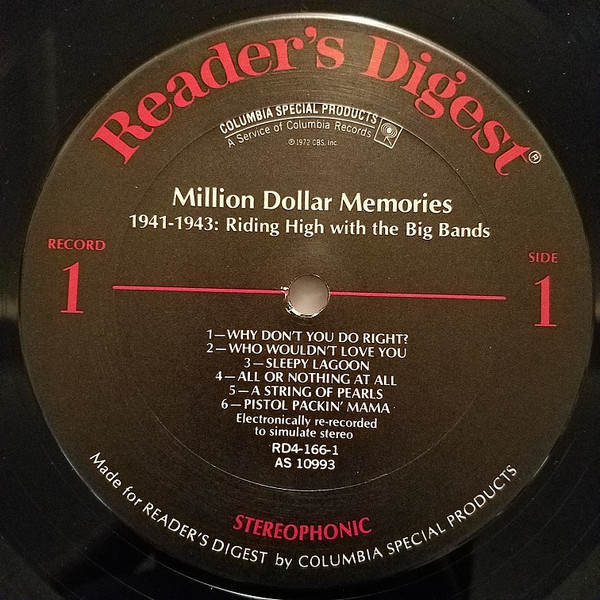 Reader's Digest®
COLUMBIA SPECIAL PRODUCTS
A Service of Columbia Records
© 1972 CBS, Inc.
Million Dollar Memories
1941-1943: Riding High with the Big Bands
RECORD
1
SIDE
1
1—WHY DON'T YOU DO RIGHT?
2—WHO WOULDN'T LOVE YOU
3—SLEEPY LAGOON
4—ALL OR NOTHING AT ALL
5—A STRING OF PEARLS
6—PISTOL PACKIN' MAMA
Electronically re-recorded
to simulate stereo
RD4-166-1
AS 10993
STEREOPHONIC
Made for READER'S DIGEST by COLUMBIA SPECIAL PRODUCTS